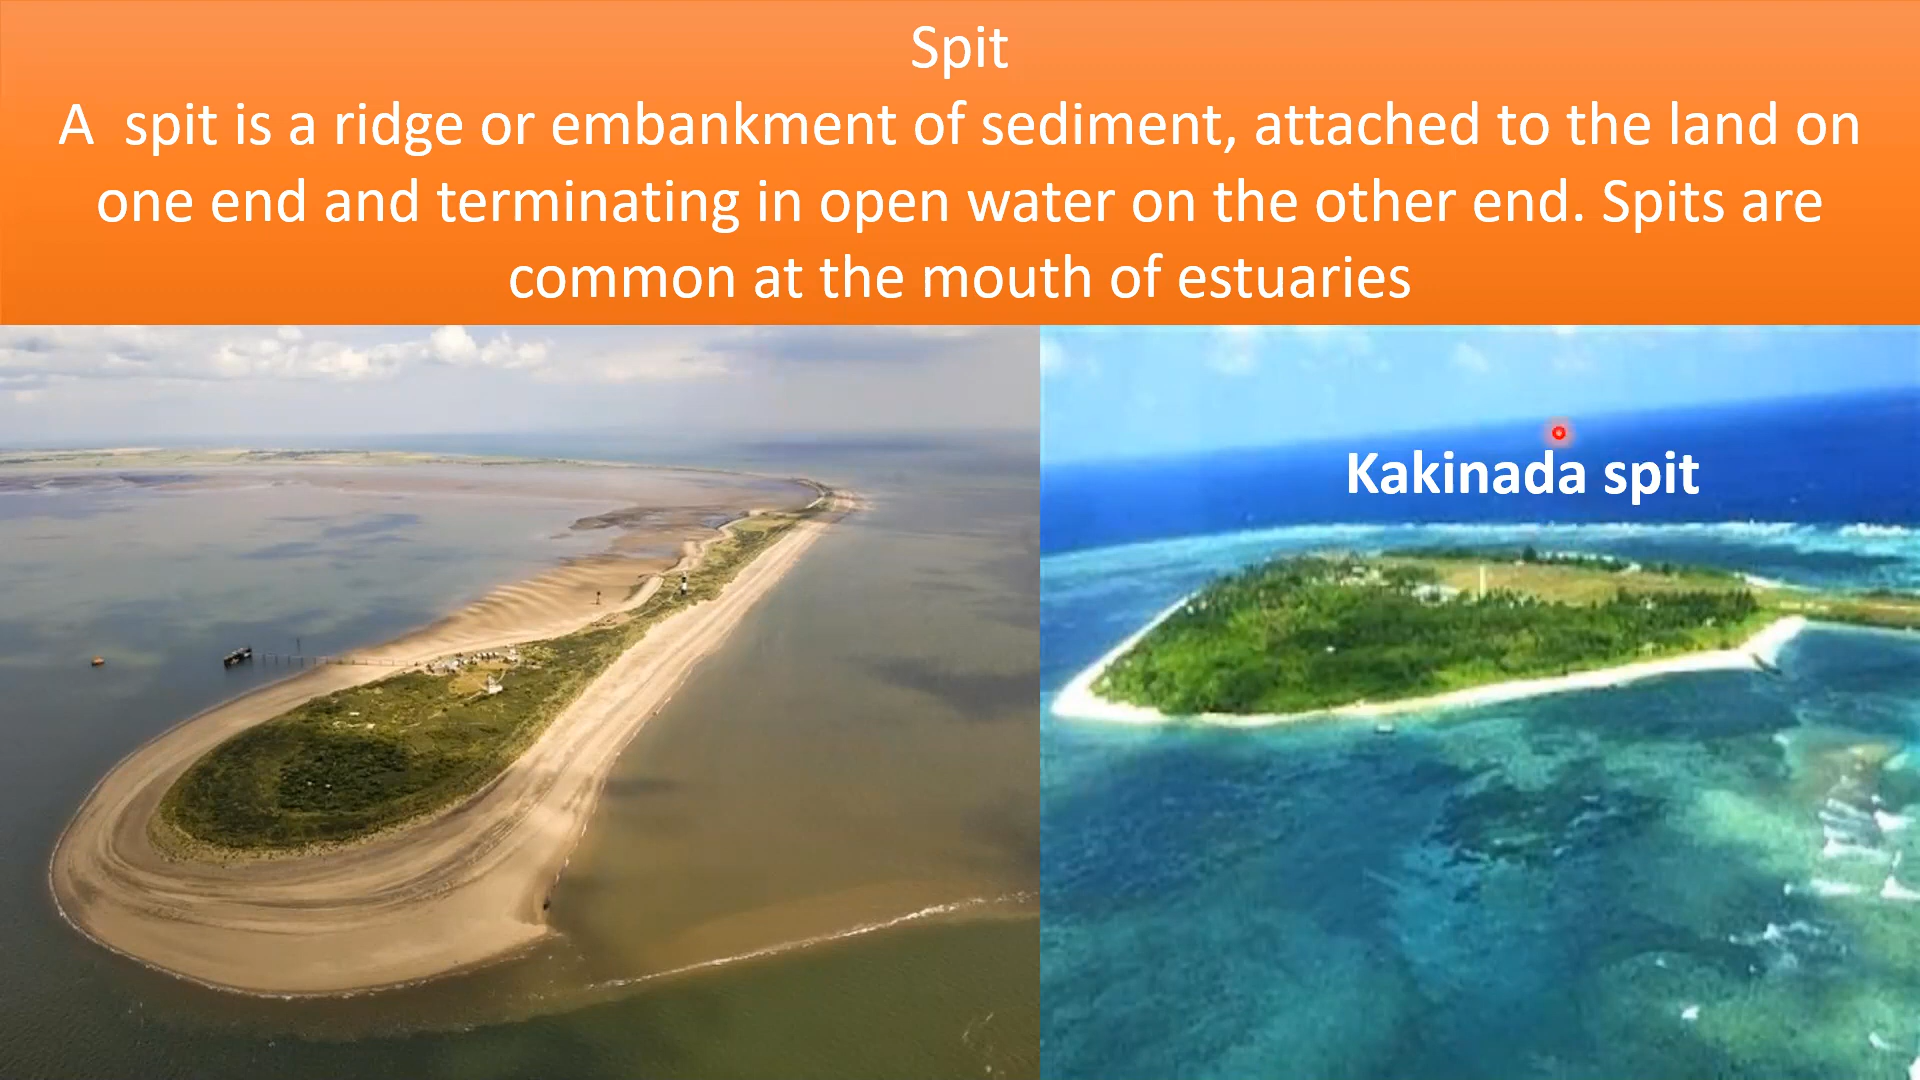 Spit
A  spit is a ridge or embankment of sediment, attached to the land on
one end and terminating in open water on the other end. Spits are
common at the mouth of estuaries
Kakinada spit